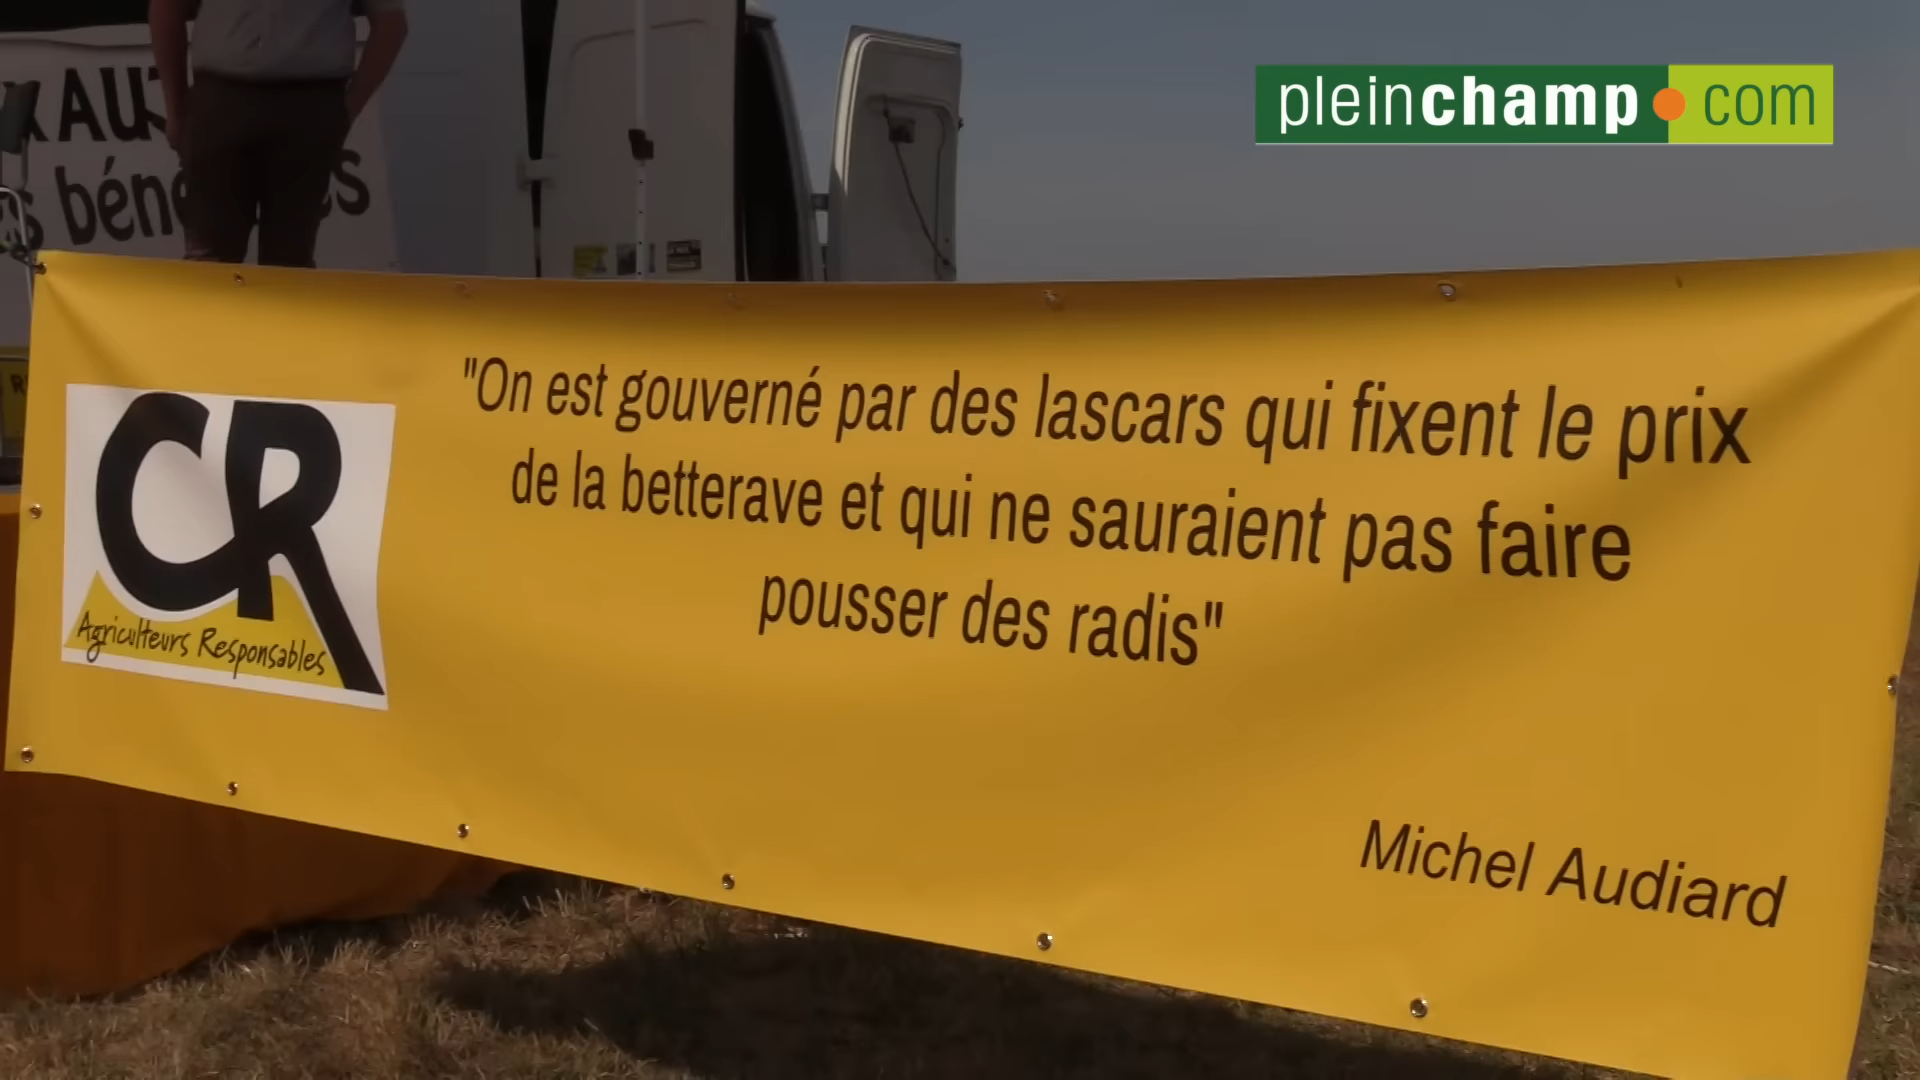 pleinchamp.com
bén
"On est gouverné par des lascars qui fixent le prix
de la betterave et qui ne sauraient pas faire
pousser des radis"
CR
Agriculteurs Responsables
Michel Audiard